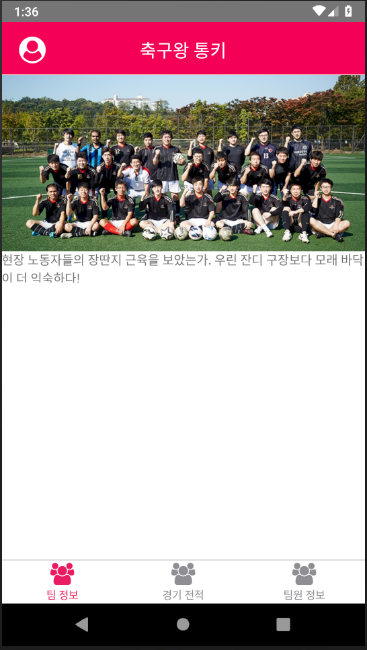 1:36
축구왕 통키
현장 노동자들의 장딴지 근육을 보았는가. 우린 잔디 구장보다 모래 바닥
이 더 익숙하다!
팀 정보
경기 전적
팀원 정보